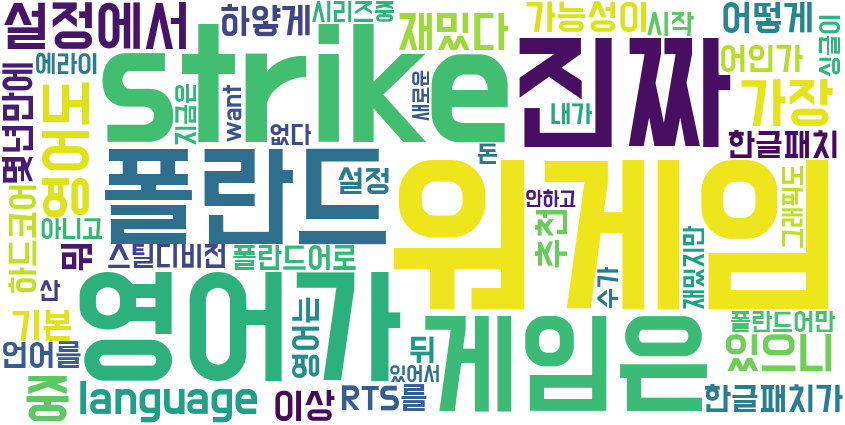 설정에서
하얗게
시리즈중
재밌다
가능성이
시작
어떻게
싱글이
에라이
strike
진짜
어인가
몇년만에
영어도
지금은
want
없다
새로운
내가
가장
한글패치
폴란드
설정
돈
워게임
안하고
그래픽도
하드코어
아니고
뭐
스틸디비전
폴란드어로
추천
수가
재밌지만
산
영어가
영어는
기본
언어를
뒤
게임은
폴란드어만
있으니
있어서
중
language
이상
RTS를
한글패치가